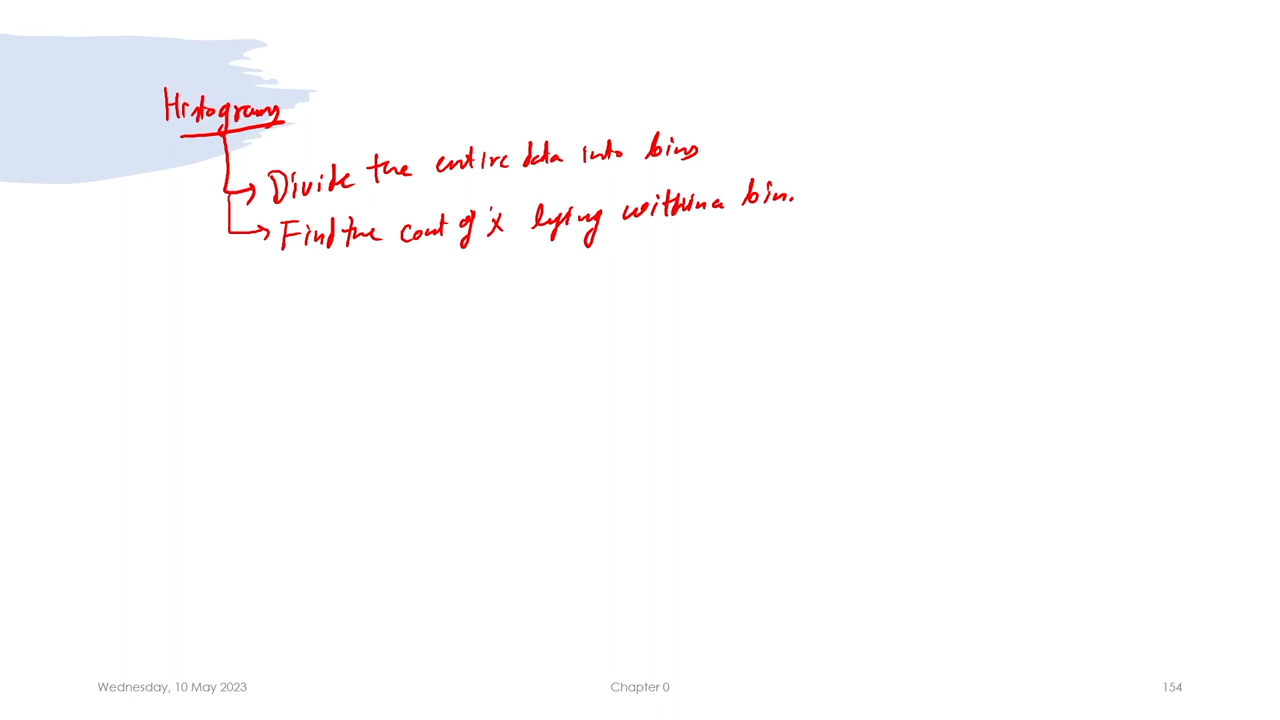 Histograms
Divide the entire data into bins
Find the count of x lying within a bin.
Wednesday, 10 May 2023
Chapter 0
154